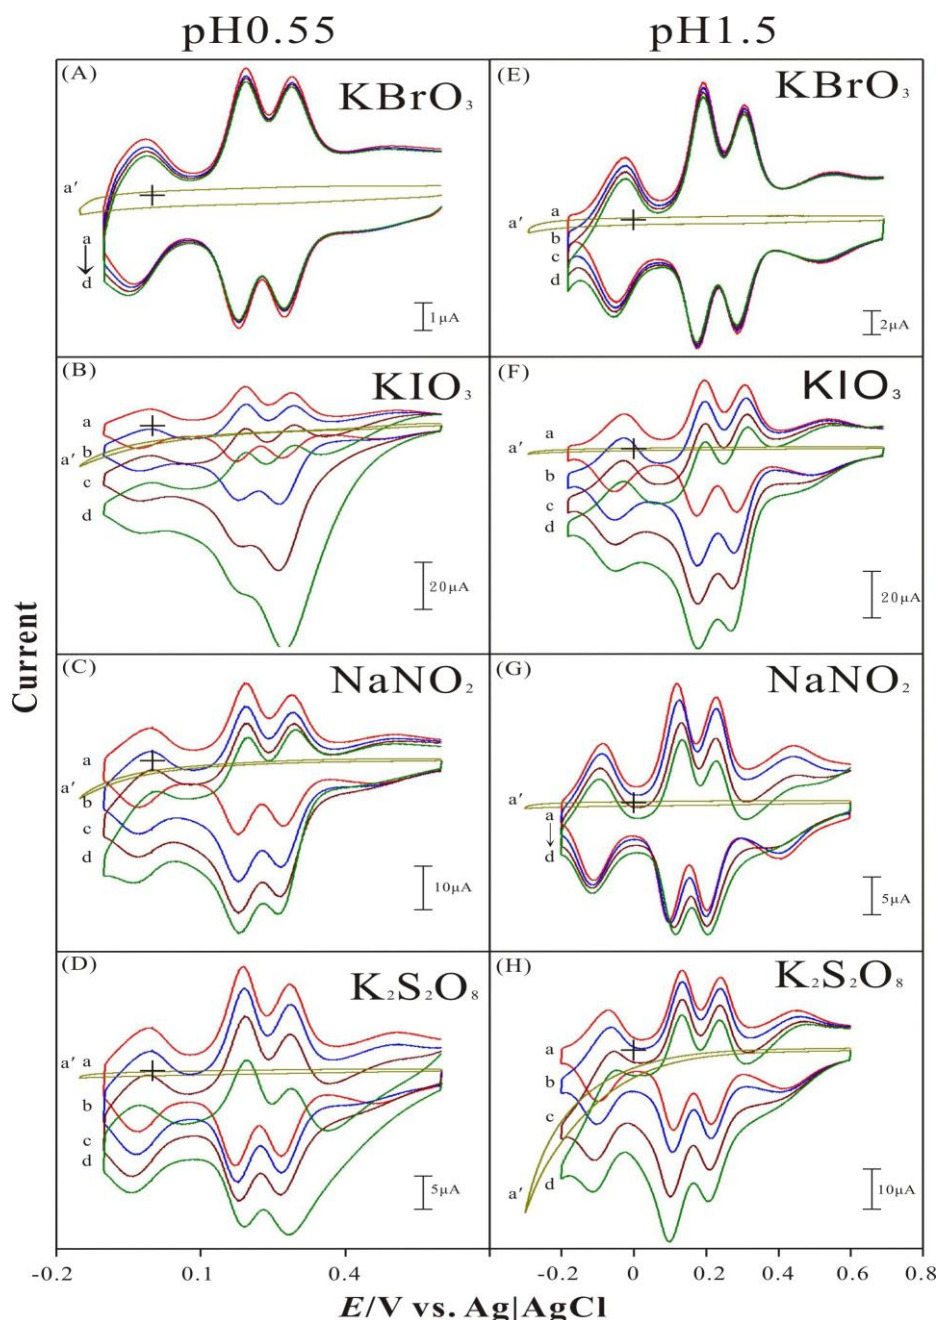 pH0.55 pH1.5
(A) KBrO₃
a′
a
d
1μA
(E) KBrO₃
a
a′
b
c
d
2μA
(B) KIO₃
a
b
a′
c
d
20μA
(F) KIO₃
a
a′
b
c
d
20μA
(C) NaNO₂
a
a′
b
c
d
10μA
(G) NaNO₂
a′
a
d
5μA
(D) K₂S₂O₈
a′ a
b
c
d
5μA
(H) K₂S₂O₈
a
b
c
d
a′
10μA
Current
-0.2 0.1 0.4 -0.2 0 0.2 0.4 0.6 0.8
E/V vs. Ag|AgCl